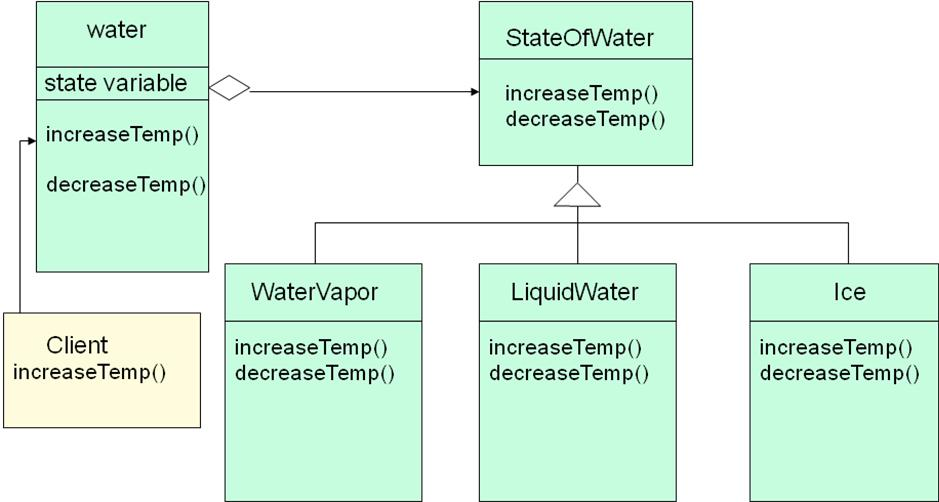 water
state variable
increaseTemp()
decreaseTemp()
StateOfWater
increaseTemp()
decreaseTemp()
Client
increaseTemp()
WaterVapor
increaseTemp()
decreaseTemp()
LiquidWater
increaseTemp()
decreaseTemp()
Ice
increaseTemp()
decreaseTemp()